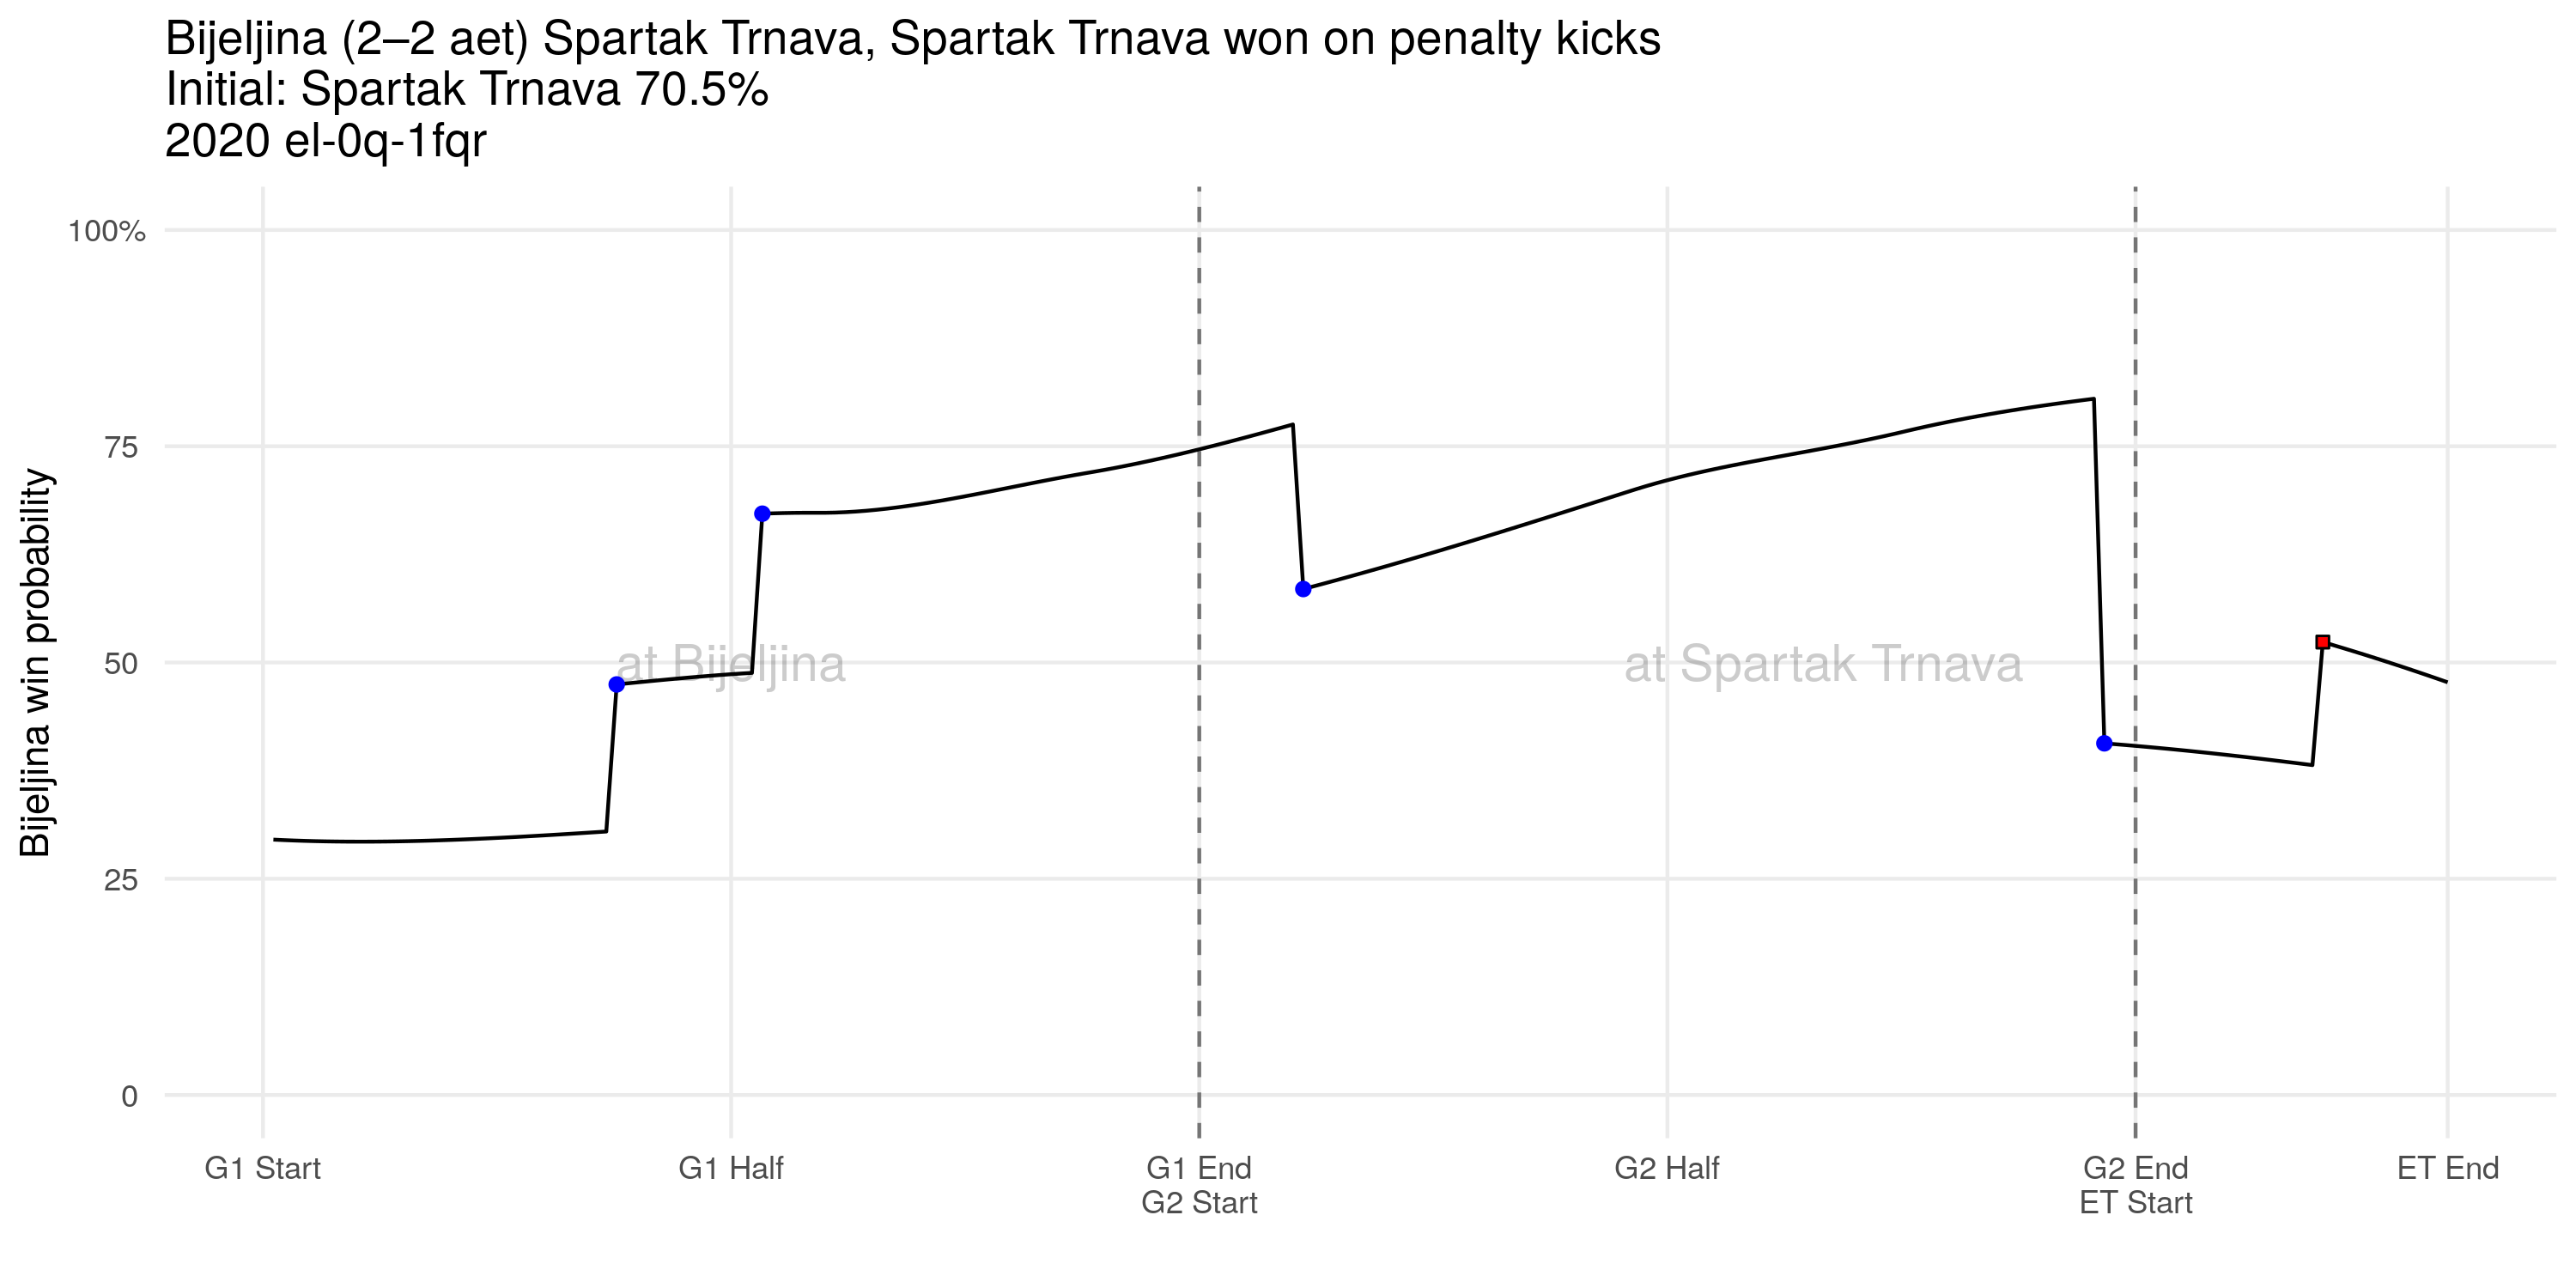 Bijeljina (2–2 aet) Spartak Trnava, Spartak Trnava won on penalty kicks
Initial: Spartak Trnava 70.5%
2020 el-0q-1fqr
Bijeljina win probability
100%
75
50
25
0
at Bijeljina
at Spartak Trnava
G1 Start
G1 Half
G1 End
G2 Start
G2 Half
G2 End
ET Start
ET End